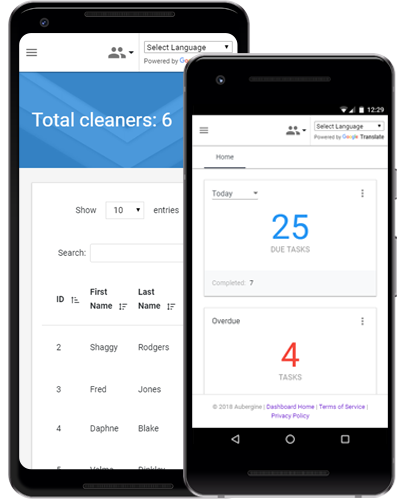 Select Language
Powered by Google
Total cleaners: 6
Show 10 entries
Search:
ID First Name Last Name
2 Shaggy Rodgers
3 Fred Jones
4 Daphne Blake
5 Velma Dinkley
12:29
Select Language
Powered by Google Translate
Home
Today
25
DUE TASKS
Completed: 7
Overdue
4
TASKS
© 2018 Aubergine | Dashboard Home | Terms of Service |
Privacy Policy